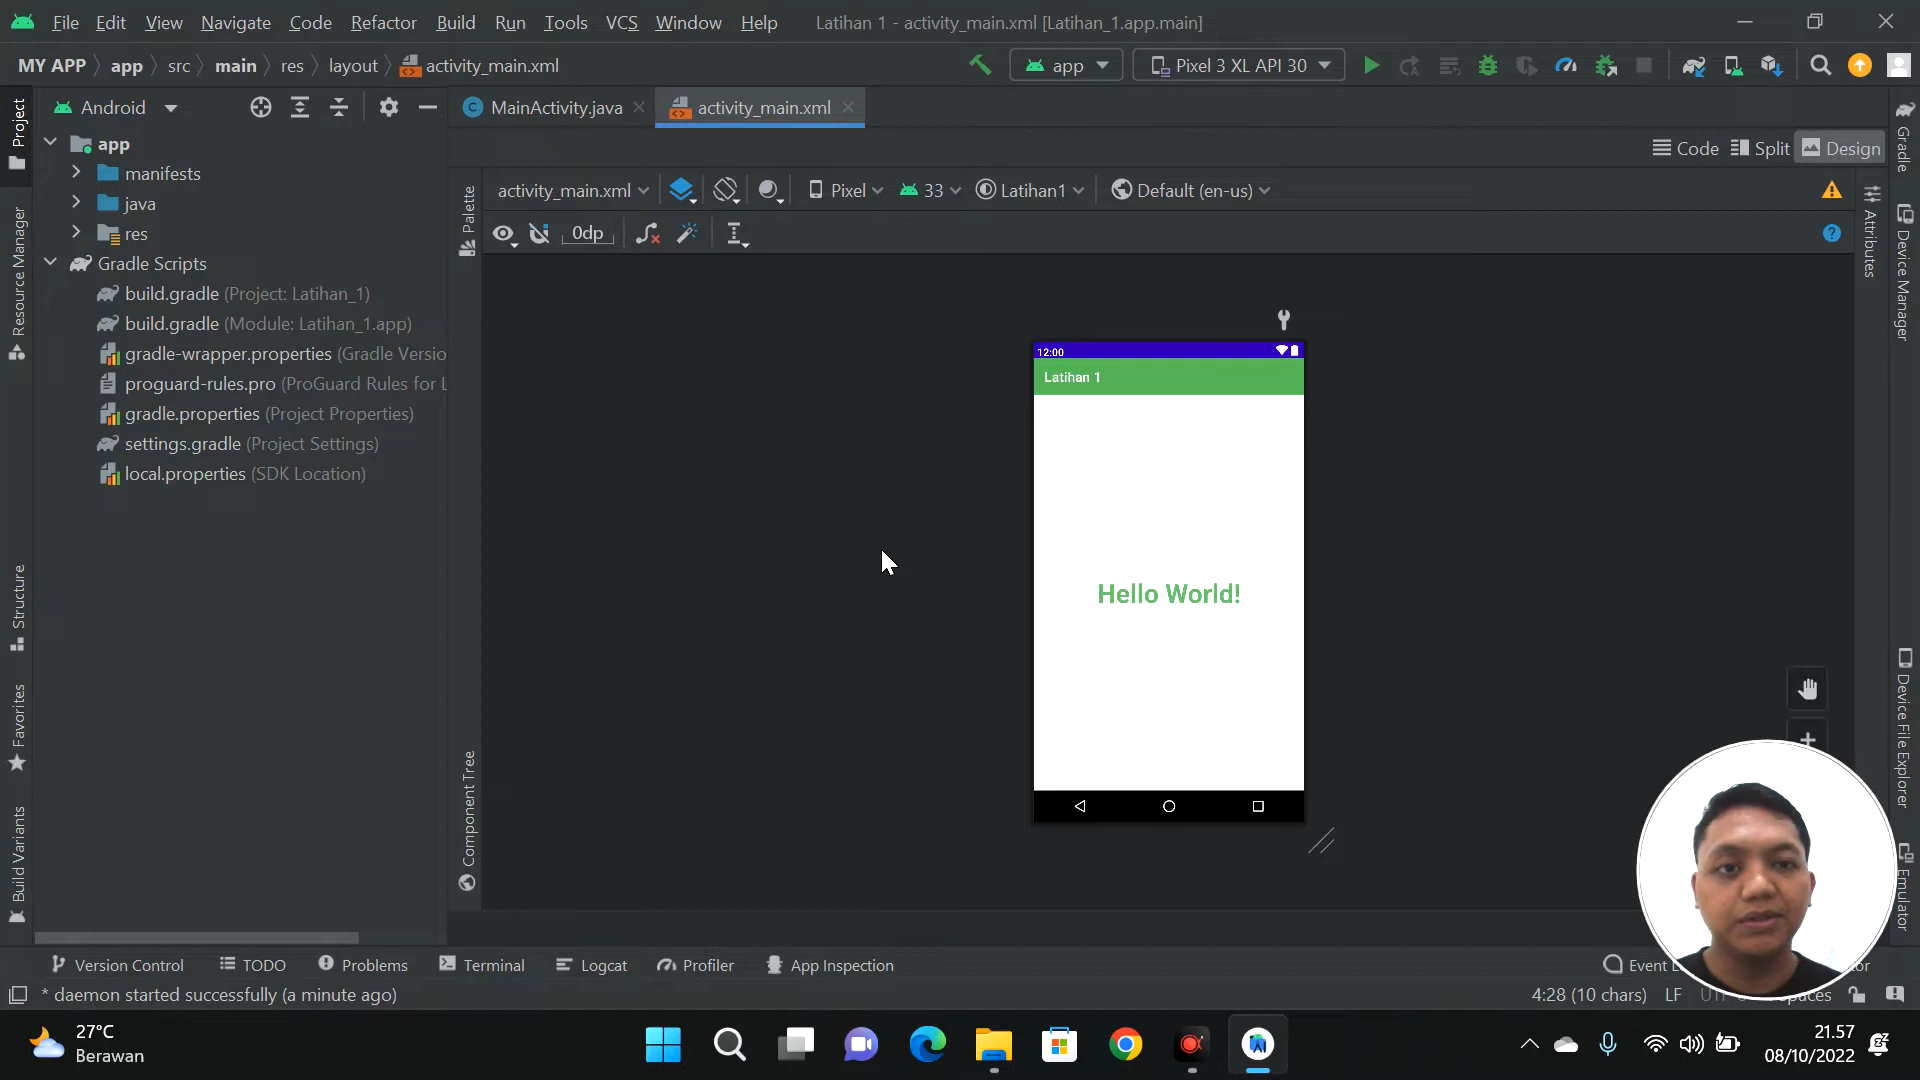 File Edit View Navigate Code Refactor Build Run Tools VCS Window Help Latihan 1 - activity_main.xml [Latihan_1.app.main]
MY APP app src main res layout activity_main.xml app Pixel 3 XL API 30
Project Android MainActivity.java activity_main.xml Gradle
app
Code Split Design
manifests
Palette activity_main.xml Pixel 33 Latihan1 Default (en-us)
java
Resource Manager res 0dp Attributes Device Manager
Gradle Scripts
build.gradle (Project: Latihan_1)
build.gradle (Module: Latihan_1.app)
gradle-wrapper.properties (Gradle Versio
proguard-rules.pro (ProGuard Rules for L
gradle.properties (Project Properties)
settings.gradle (Project Settings)
local.properties (SDK Location)
12:00
Latihan 1
Hello World!
Structure
Favorites
Build Variants
Component Tree
Device File Explorer
Emulator
Version Control TODO Problems Terminal Logcat Profiler App Inspection Event
* daemon started successfully (a minute ago) 4:28 (10 chars) LF
27°C
Berawan
21.57
08/10/2022